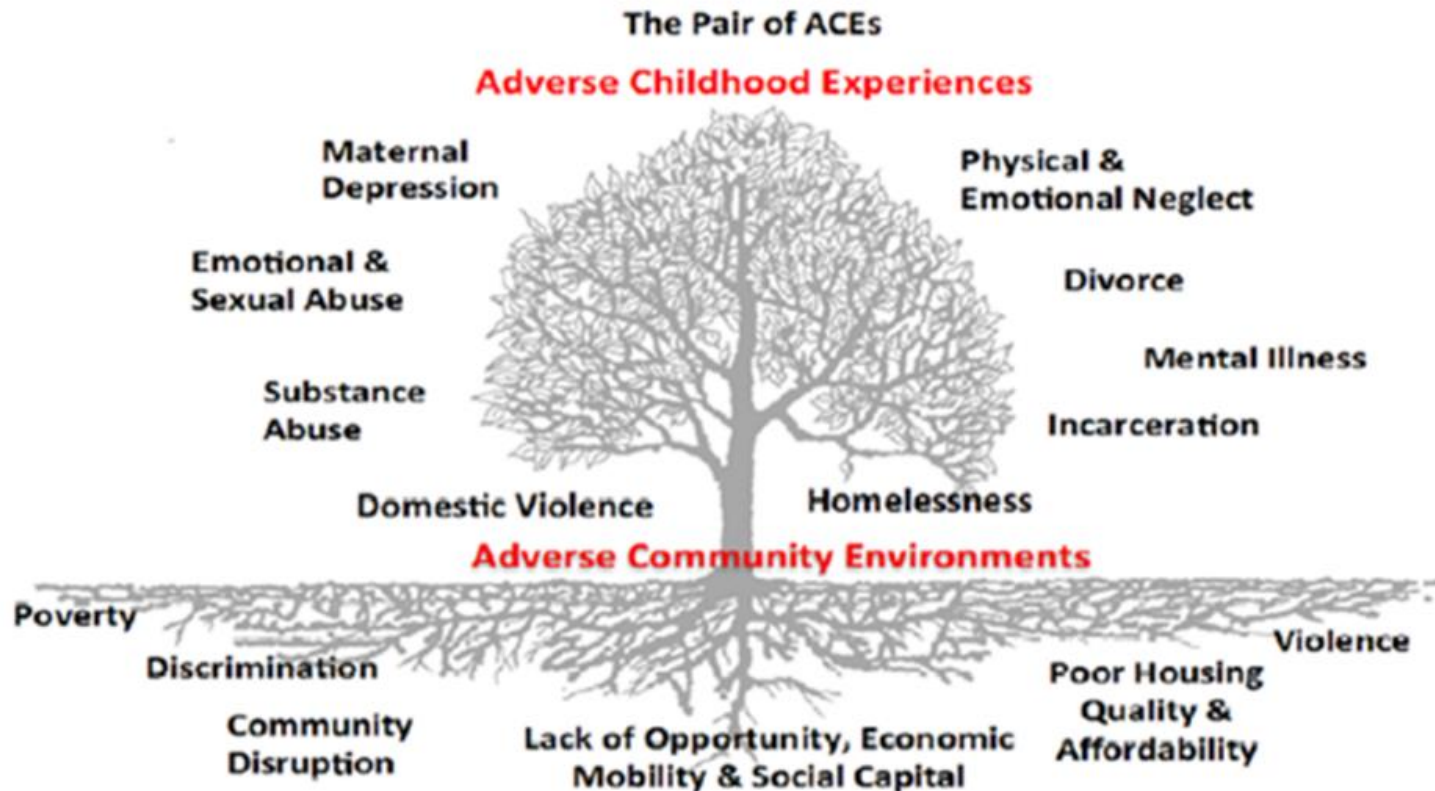 The Pair of ACEs
Adverse Childhood Experiences
Maternal
Depression
Physical &
Emotional Neglect
Emotional &
Sexual Abuse
Divorce
Mental Illness
Substance
Abuse
Incarceration
Domestic Violence
Homelessness
Adverse Community Environments
Poverty
Violence
Discrimination
Poor Housing
Quality &
Affordability
Community
Disruption
Lack of Opportunity, Economic
Mobility & Social Capital